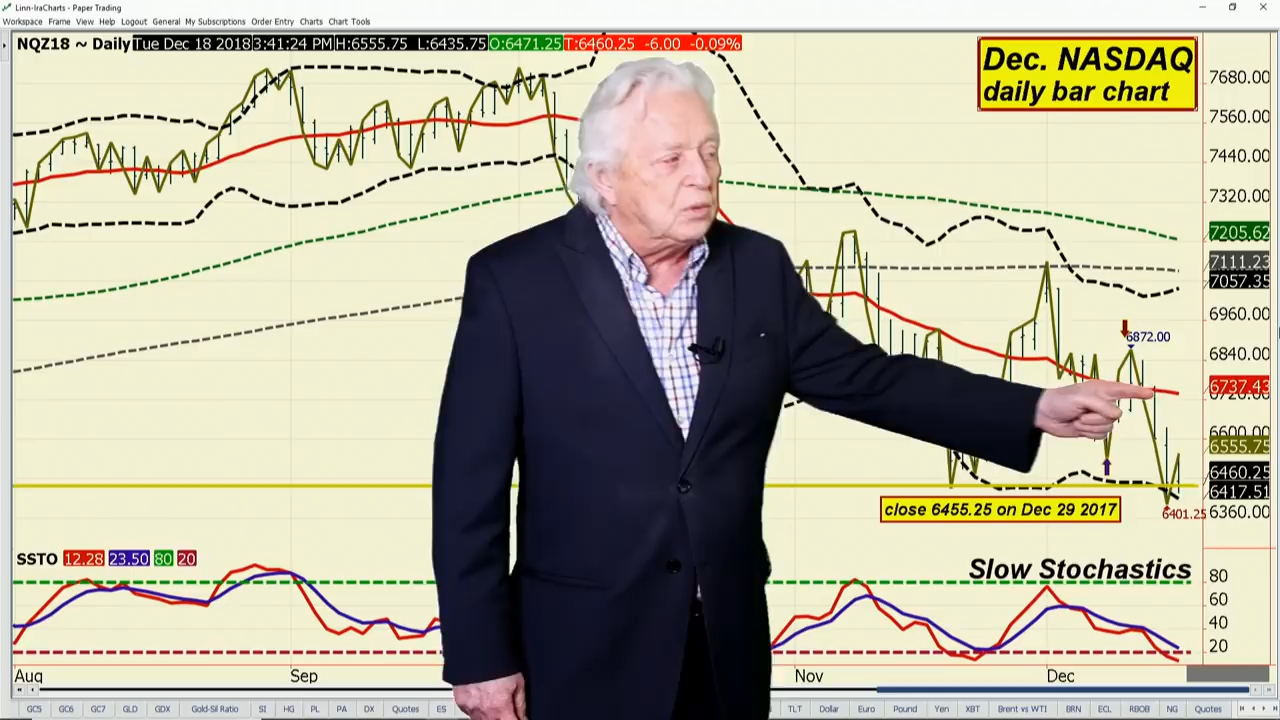 Linn-IraCharts - Paper Trading
Workspace Frame View Help Logout General My Subscriptions Order Entry Charts Chart Tools
NQZ18 ~ Daily Tue Dec 18 2018 3:41:24 PM H:6555.75 L:6435.75 O:6471.25 T:6460.25 -6.00 -0.09%
Dec. NASDAQ
daily bar chart
7680.00
7560.00
7440.00
7320.00
7205.62
7111.23
7057.35
6960.00
6872.00
6840.00
6737.43
6720.00
6600.00
6555.75
6460.25
6417.51
6401.25
6360.00
close 6455.25 on Dec 29 2017
SSTO 12.28 23.50 80 20
Slow Stochastics
80
60
40
20
Aug Sep Nov Dec
GC5 GC6 GC7 GLD GDX Gold-Sil Ratio SI HG PL PA DX Quotes ES TLT Dollar Euro Pound Yen XBT Brent vs WTI BRN ECL RBOB NG Quotes